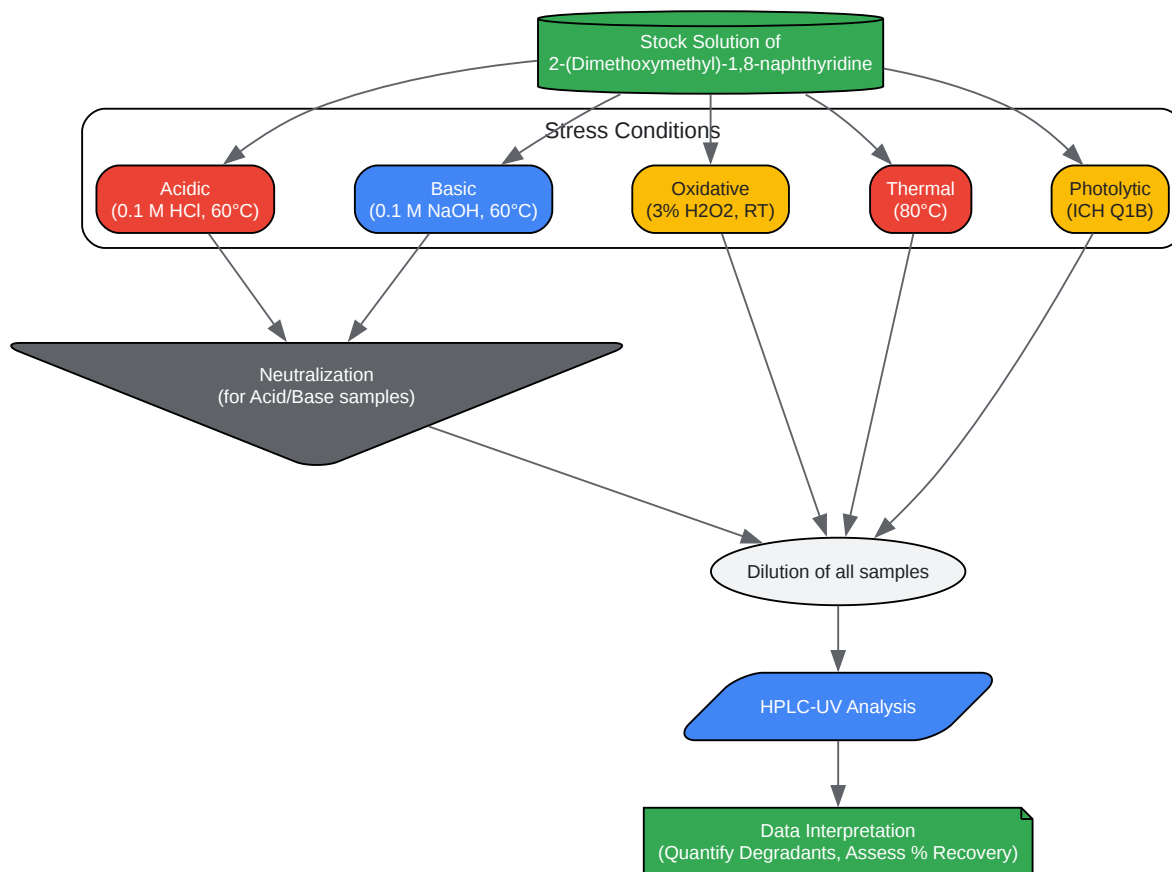 Stock Solution of
2-(Dimethoxymethyl)-1,8-naphthyridine
Stress Conditions
Acidic
(0.1 M HCl, 60°C)
Basic
(0.1 M NaOH, 60°C)
Oxidative
(3% H2O2, RT)
Thermal
(80°C)
Photolytic
(ICH Q1B)
Neutralization
(for Acid/Base samples)
Dilution of all samples
HPLC-UV Analysis
Data Interpretation
(Quantify Degradants, Assess % Recovery)